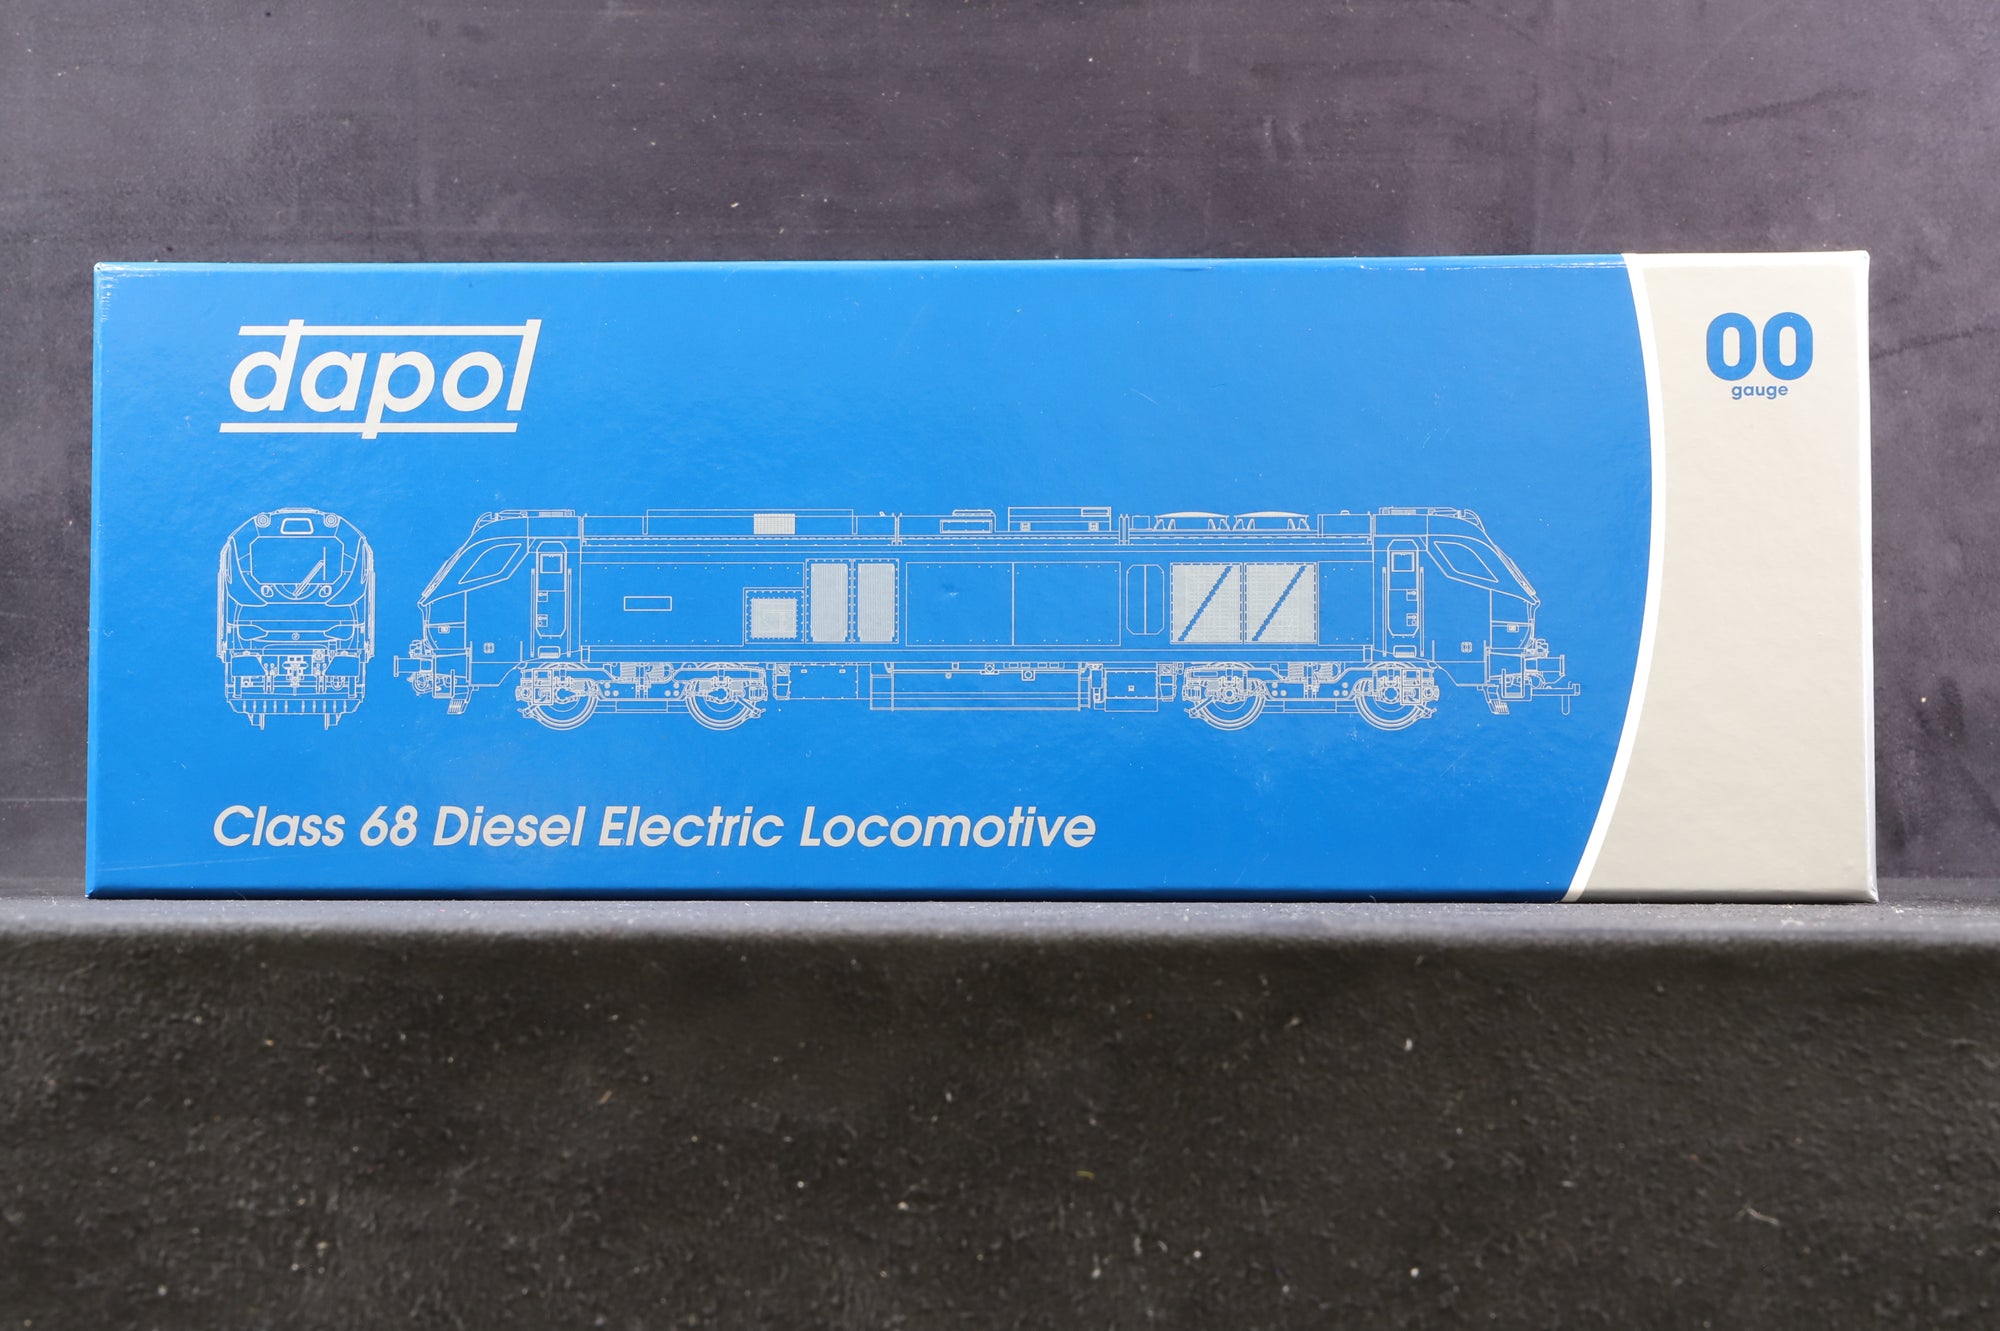 dapol
00
gauge
Class 68 Diesel Electric Locomotive